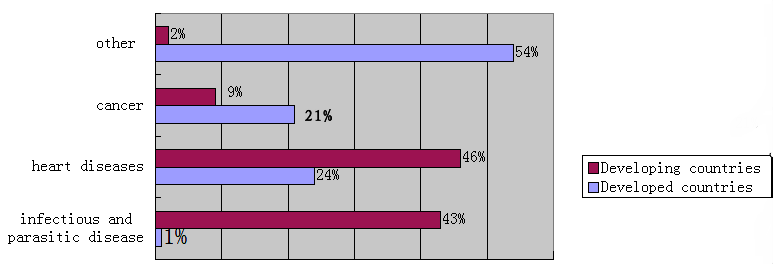 other
2%
54%
cancer
9%
21%
heart diseases
46%
24%
infectious and
parasitic disease
43%
1%
Developing countries
Developed countries